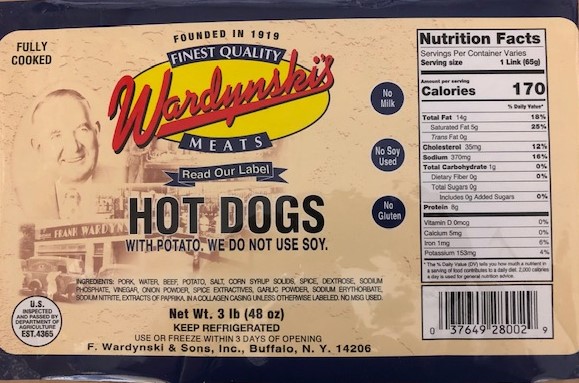 FULLY
COOKED
FOUNDED IN 1919
FINEST QUALITY
Wardynski's
MEATS
Read Our Label
No
Milk
No Soy
Used
No
Gluten
FRANK WARDYN
HOT DOGS
WITH POTATO. WE DO NOT USE SOY.
INGREDIENTS: PORK, WATER, BEEF, POTATO, SALT, CORN SYRUP SOLIDS, SPICE, DEXTROSE, SODIUM
PHOSPHATE, VINEGAR, ONION POWDER, SPICE EXTRACTIVES, GARLIC POWDER, SODIUM ERYTHORBATE,
SODIUM NITRITE, EXTRACTS OF PAPRIKA, IN A COLLAGEN CASING UNLESS OTHERWISE LABELED. NO MSG USED.
U.S.
INSPECTED
AND PASSED BY
DEPARTMENT OF
AGRICULTURE
EST.4365
Net Wt. 3 lb (48 oz)
KEEP REFRIGERATED
USE OR FREEZE WITHIN 3 DAYS OF OPENING
F. Wardynski & Sons, Inc., Buffalo, N. Y. 14206
Nutrition Facts
Servings Per Container Varies
Serving size 1 Link (65g)
Amount per serving
Calories 170
% Daily Value*
Total Fat 14g 18%
Saturated Fat 5g 25%
Trans Fat 0g
Cholesterol 35mg 12%
Sodium 370mg 16%
Total Carbohydrate 1g 0%
Dietary Fiber 0g 0%
Total Sugars 0g
Includes 0g Added Sugars 0%
Protein 8g
Vitamin D 0mcg 0%
Calcium 5mg 0%
Iron 1mg 6%
Potassium 153mg 4%
* The % Daily Value (DV) tells you how much a nutrient in
a serving of food contributes to a daily diet. 2,000 calories
a day is used for general nutrition advice.
0 37649 28002 9